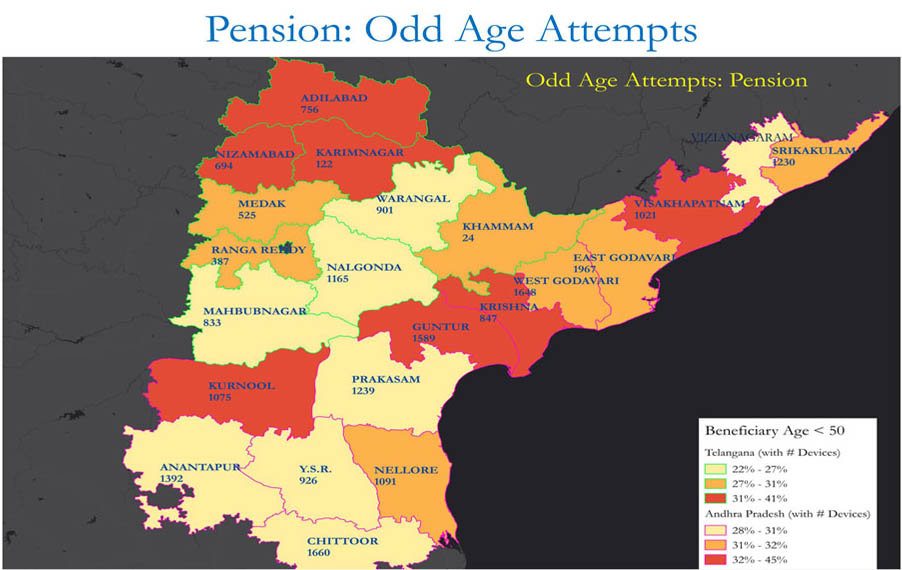 Pension: Odd Age Attempts
Odd Age Attempts: Pension
ADILABAD
756
VIZIANAGARAM
NIZAMABAD
694
KARIMNAGAR
122
SRIKAKULAM
1230
MEDAK
525
WARANGAL
901
VISAKHAPATNAM
1021
KHAMMAM
24
RANGA REDDY
387
NALGONDA
1165
EAST GODAVARI
1967
WEST GODAVARI
1648
MAHBUBNAGAR
833
KRISHNA
847
GUNTUR
1589
PRAKASAM
1239
KURNOOL
1075
ANANTAPUR
1392
Y.S.R.
926
NELLORE
1091
CHITTOOR
1660
Beneficiary Age < 50
Telangana (with # Devices)
22% - 27%
27% - 31%
31% - 41%
Andhra Pradesh (with # Devices)
28% - 31%
31% - 32%
32% - 45%